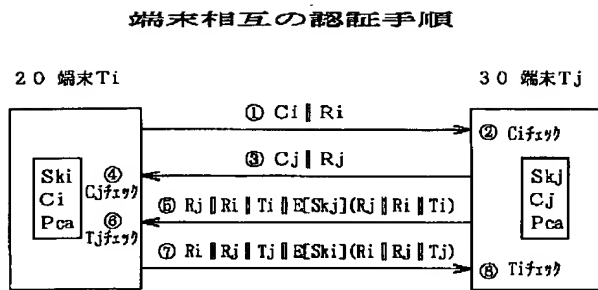 端末相互の認証手順
20 端末Ti
30 端末Tj
① Ci‖Ri
② Ciチェック
③ Cj‖Rj
④ Cjチェック
Ski
Ci
Pca
Skj
Cj
Pca
⑤ Rj‖Ri‖Ti‖E[Skj](Rj‖Ri‖Ti)
⑥ Tjチェック
⑦ Ri‖Rj‖Tj‖E[Ski](Ri‖Rj‖Tj)
⑧ Tiチェック